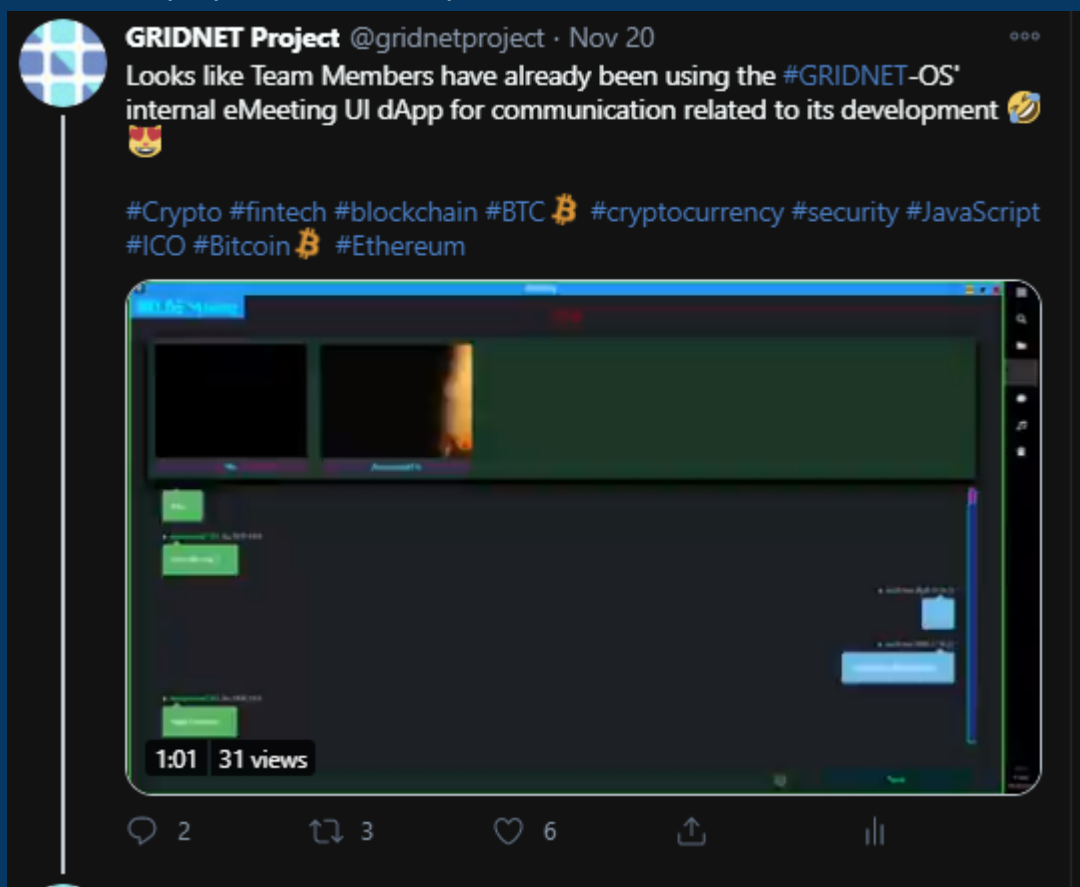 GRIDNET Project @gridnetproject · Nov 20
Looks like Team Members have already been using the #GRIDNET-OS'
internal eMeeting UI dApp for communication related to its development 🤣
😻
#Crypto #fintech #blockchain #BTC #cryptocurrency #security #JavaScript
#ICO #Bitcoin #Ethereum
1:01 31 views
2 3 6